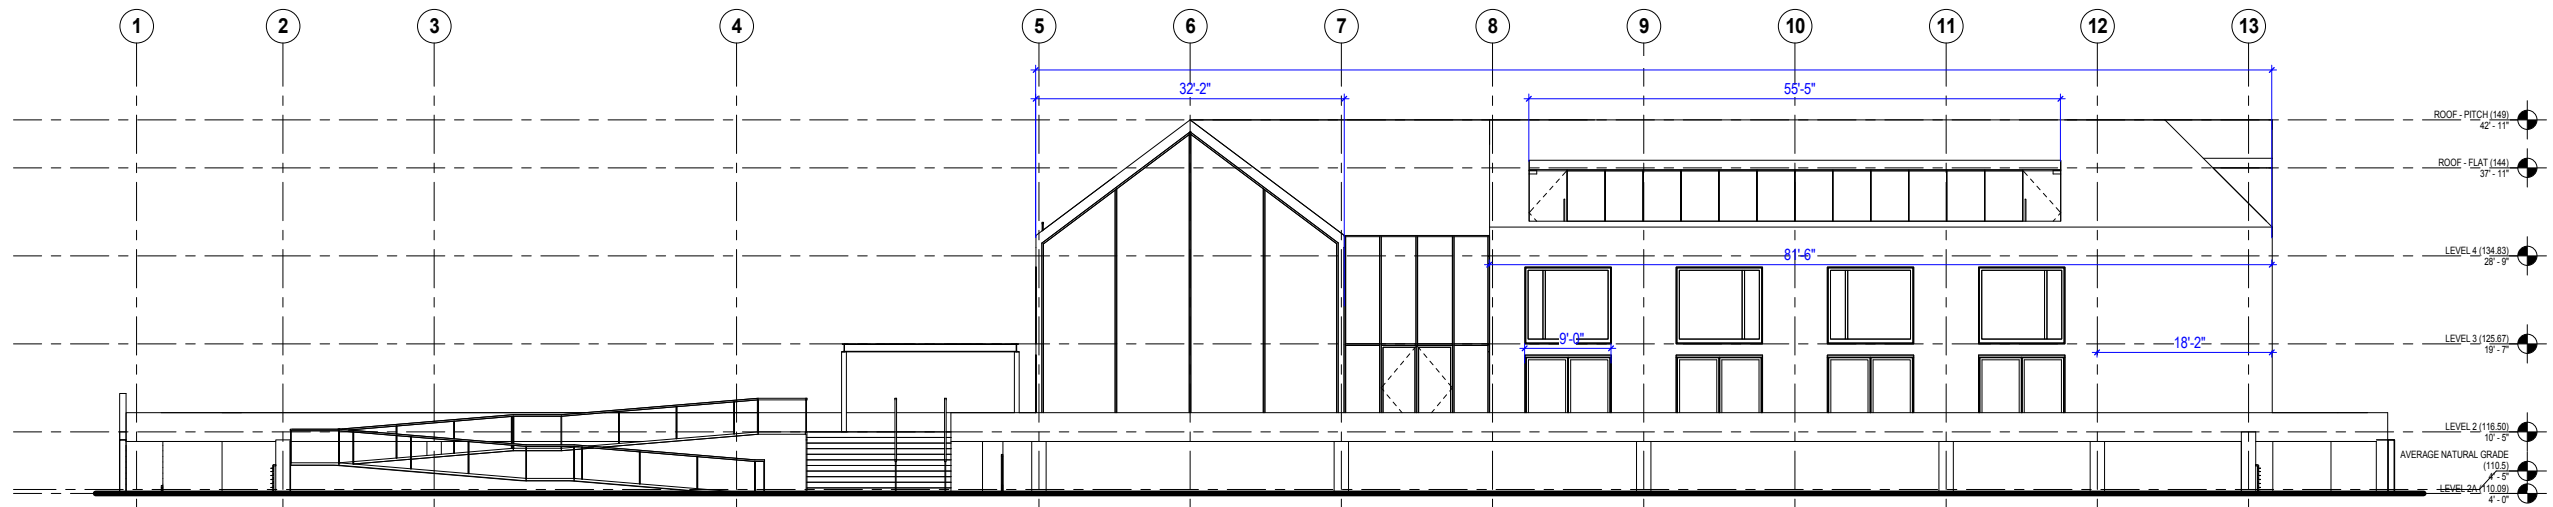 1 2 3 4 5 6 7 8 9 10 11 12 13
32'-2" 55'-5"
ROOF - PITCH (149)
42' - 11"
ROOF - FLAT (144)
37' - 11"
81'-6"
LEVEL 4 (134.83)
28' - 9"
9'-0" 18'-2"
LEVEL 3 (125.67)
19' - 7"
LEVEL 2 (116.50)
10' - 5"
AVERAGE NATURAL GRADE
(110.5)
4' - 5"
LEVEL 2A (110.09)
4' - 0"